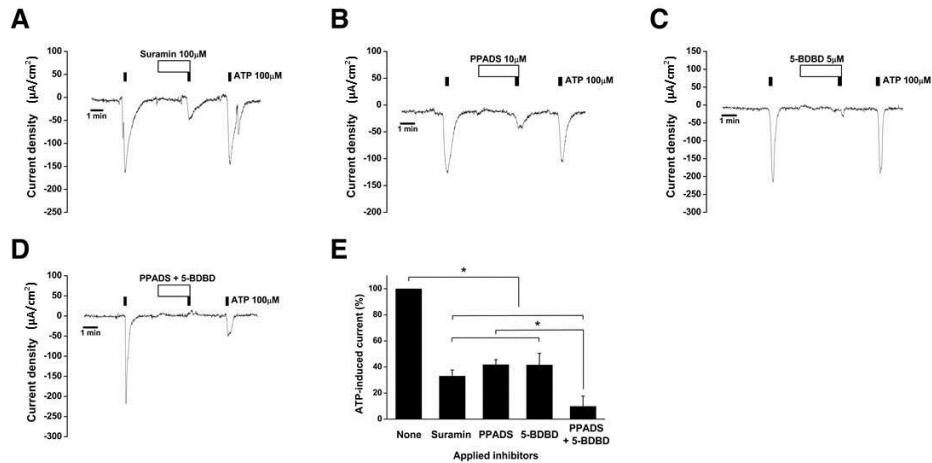 A
Suramin 100µM
ATP 100µM
Current density (µA/cm²)
100
50
0
-50
-100
-150
-200
-250
1 min
B
PPADS 10µM
ATP 100µM
Current density (µA/cm²)
100
50
0
-50
-100
-150
-200
1 min
C
5-BDBD 5µM
ATP 100µM
Current density (µA/cm²)
150
100
50
0
-50
-100
-150
-200
-250
-300
1 min
D
PPADS + 5-BDBD
ATP 100µM
Current density (µA/cm²)
100
50
0
-50
-100
-150
-200
-250
-300
1 min
E
*
*
ATP-induced current (%)
100
80
60
40
20
0
None Suramin PPADS 5-BDBD PPADS
+ 5-BDBD
Applied inhibitors